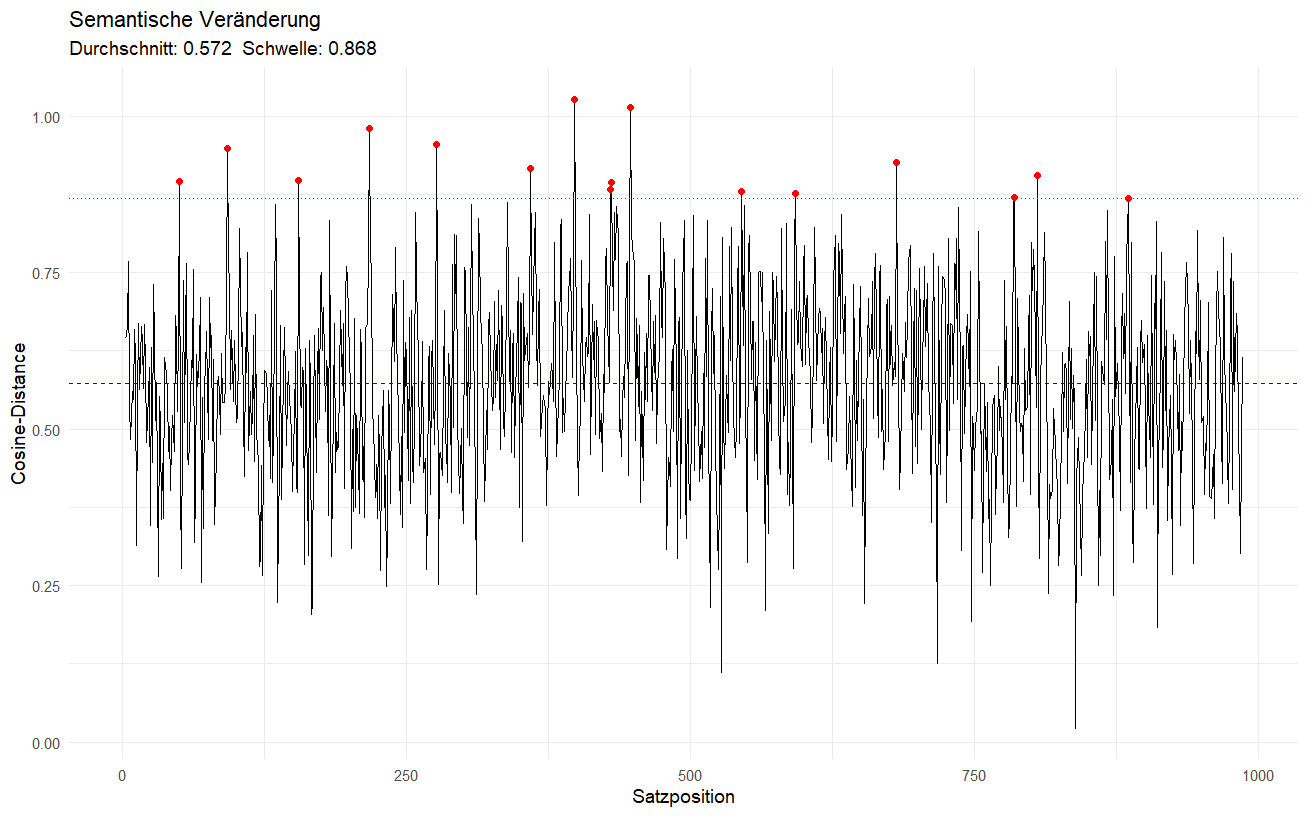 Semantische Veränderung
Durchschnitt: 0.572  Schwelle: 0.868
1.00
0.75
0.50
0.25
0.00
Cosine-Distance
0
250
500
750
1000
Satzposition